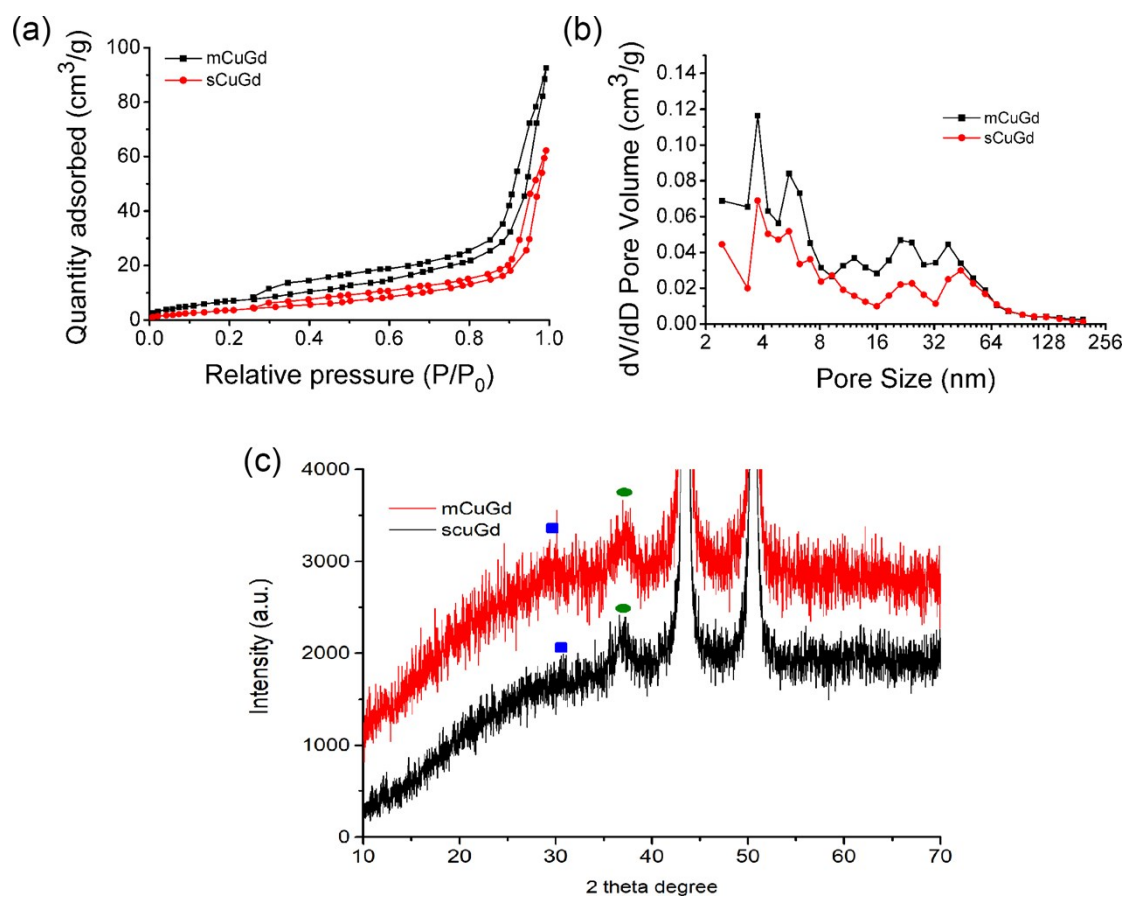 (a)
100
80
60
40
20
0
0.0 0.2 0.4 0.6 0.8 1.0
Quantity adsorbed (cm³/g)
Relative pressure (P/P₀)
mCuGd
sCuGd
(b)
0.14
0.12
0.10
0.08
0.06
0.04
0.02
0.00
2 4 8 16 32 64 128 256
dV/dD Pore Volume (cm³/g)
Pore Size (nm)
mCuGd
sCuGd
(c)
4000
3000
2000
1000
0
10 20 30 40 50 60 70
Intensity (a.u.)
2 theta degree
mCuGd
scuGd